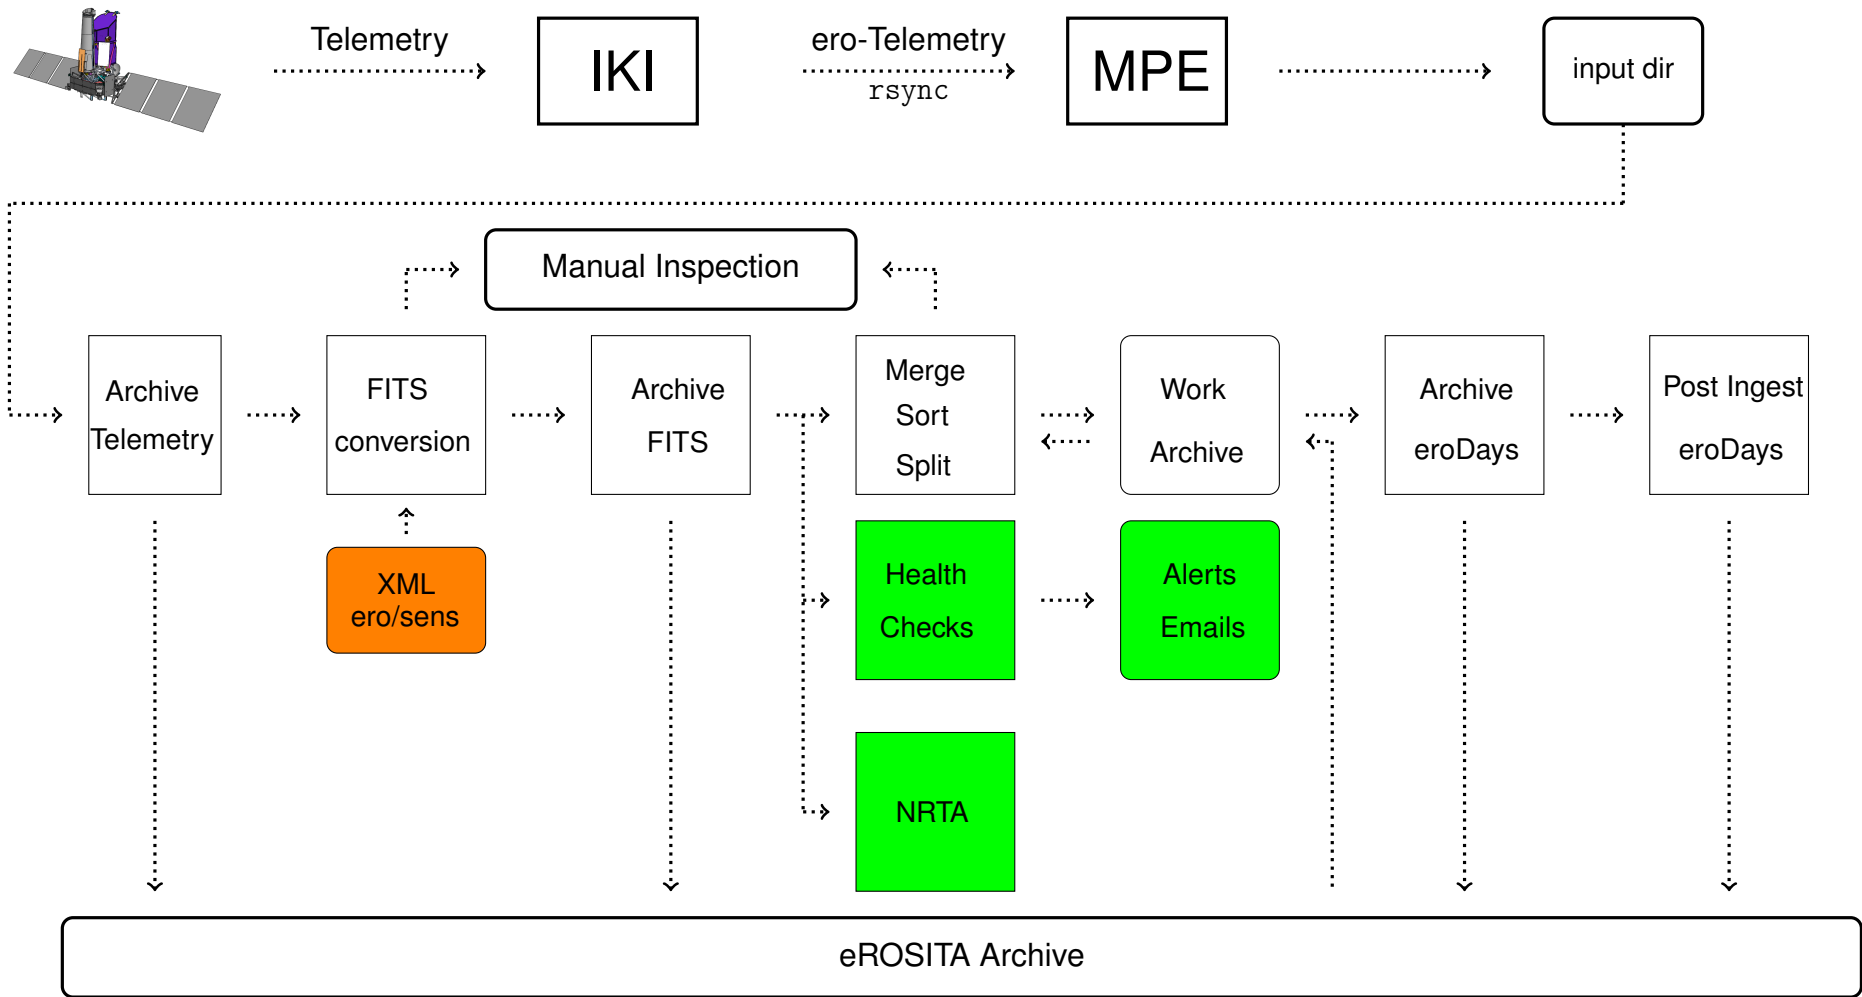 Telemetry
IKI
ero-Telemetry
rsync
MPE
input dir
Manual Inspection
Archive
Telemetry
FITS
conversion
Archive
FITS
Merge
Sort
Split
Work
Archive
Archive
eroDays
Post Ingest
eroDays
XML
ero/sens
Health
Checks
Alerts
Emails
NRTA
eROSITA Archive